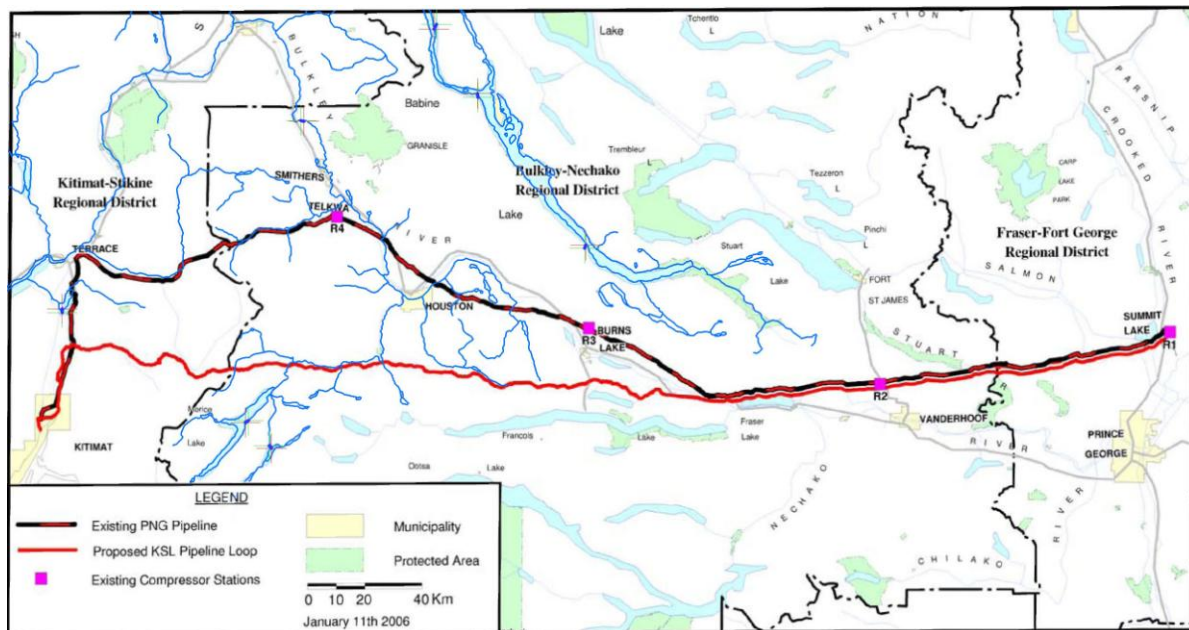 Tchentlo
L
NATION
Lake
S
BULKLEY
PARSNIP
CROOKED
RIVER
Babine
GRANISLE
Trembleur
L
Tezzeron
L
CARP
LAKE
PARK
SMITHERS
Kitimat-Stikine
Regional District
Bulkley-Nechako
Regional District
TELKWA
R4
RIVER
Lake
Pinchi
L
Fraser-Fort George
Regional District
TERRACE
Stuart
Lake
FORT
ST JAMES
SALMON
HOUSTON
SUMMIT
LAKE
R1
BURNS
LAKE
R3
STUART
R
R2
VANDERHOOF
Morice
Lake
KITIMAT
Francois
Lake
Fraser
Lake
RIVER
PRINCE
GEORGE
Ootsa
Lake
NECHAKO
RIVER
CHILAKO
LEGEND
Existing PNG Pipeline
Proposed KSL Pipeline Loop
Existing Compressor Stations
Municipality
Protected Area
0 10 20 40 Km
January 11th 2006